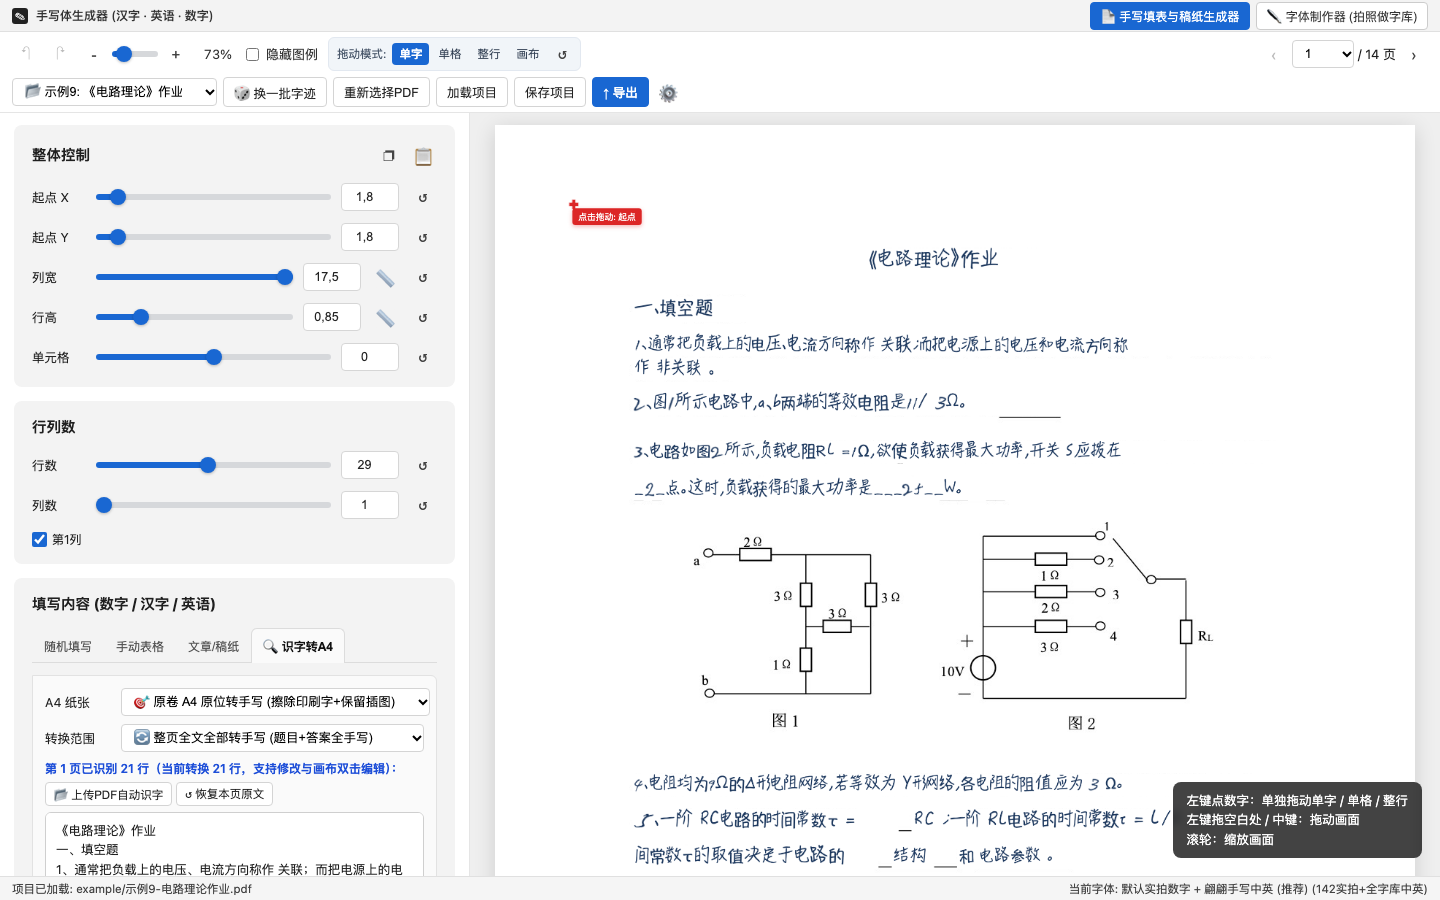 手写体生成器 (汉字 · 英语 · 数字)
手写填表与稿纸生成器
字体制作器 (拍照做字库)
- + 73% 隐藏图例 拖动模式: 单字 单格 整行 画布 ↺
‹ 1 / 14 页 ›
示例9: 《电路理论》作业 换一批字迹 重新选择PDF 加载项目 保存项目 ↑ 导出
整体控制
起点 X 1,8 ↺
起点 Y 1,8 ↺
列宽 17,5 ↺
行高 0,85 ↺
单元格 0 ↺
行列数
行数 29 ↺
列数 1 ↺
第1列
填写内容 (数字 / 汉字 / 英语)
随机填写 手动表格 文章/稿纸 识字转A4
A4 纸张 原卷 A4 原位转手写 (擦除印刷字+保留插图)
转换范围 整页全文全部转手写 (题目+答案全手写)
第 1 页已识别 21 行（当前转换 21 行，支持修改与画布双击编辑）：
上传PDF自动识字 ↺ 恢复本页原文
《电路理论》作业
一、填空题
1、通常把负载上的电压、电流方向称作 关联；而把电源上的电
点击拖动: 起点
《电路理论》作业
一、填空题
1、通常把负载上的电压、电流方向称作 关联;而把电源上的电压和电流方向称
作 非关联 。
2、图1所示电路中,a、b两端的等效电阻是11/ 3Ω。
3、电路如图2所示,负载电阻RL =1Ω,欲使负载获得最大功率,开关 S应拨在
_2_点。这时,负载获得的最大功率是___25__W。
a 2Ω 3Ω 3Ω 3Ω 1Ω b
图 1
1 1Ω 2 2Ω 3 3Ω 4 + 10V — RL
图 2
4、电阻均为9Ω的Δ形电阻网络,若等效为 Y形网络,各电阻的阻值应为 3 Ω。
5、一阶 RC电路的时间常数τ = _RC ;一阶 RL电路的时间常数τ = L/
间常数τ的取值决定于电路的 _结构 __和 电路参数 。
左键点数字：单独拖动单字 / 单格 / 整行
左键拖空白处 / 中键：拖动画面
滚轮：缩放画面
项目已加载: example/示例9-电路理论作业.pdf
当前字体: 默认实拍数字 + 翩翩手写中英 (推荐) (142实拍+全字库中英)